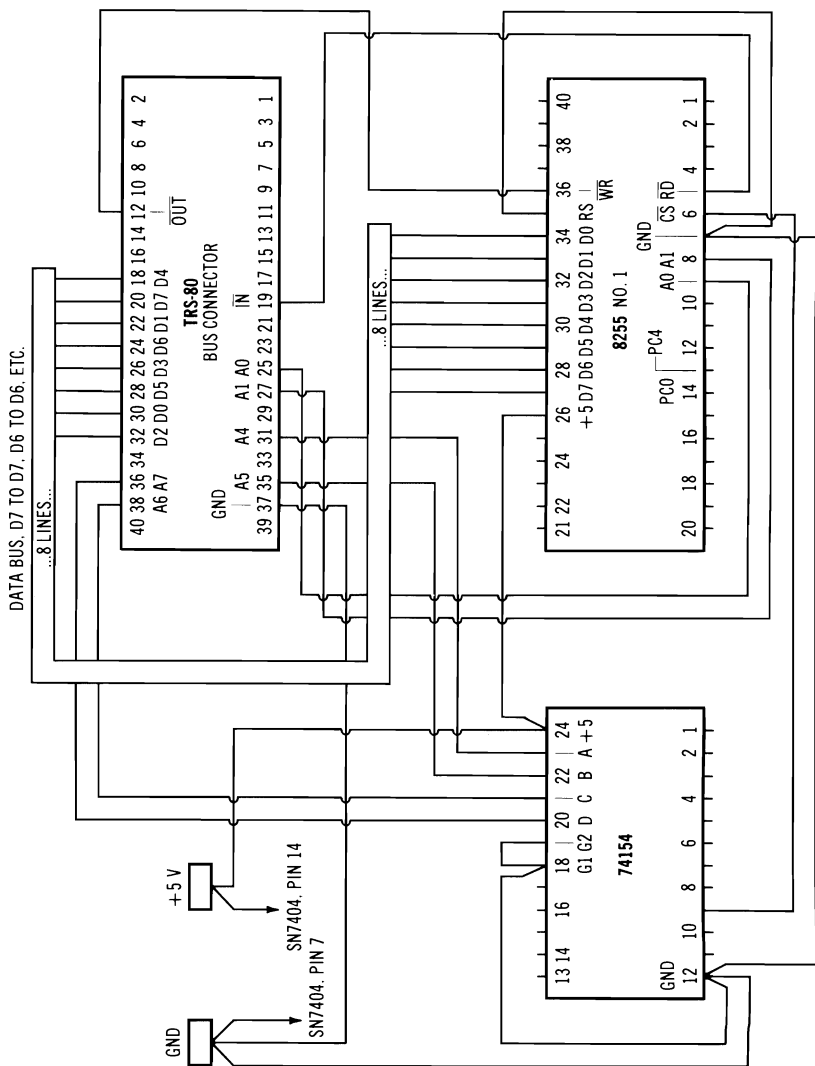 DATA BUS, D7 TO D7, D6 TO D6, ETC.
...8 LINES...
40 38 36 34 32 30 28 26 24 22 20 18 16 14 12 10 8 6 4 2
A6 A7 D2 D0 D5 D3 D6 D1 D7 D4 OUT
TRS-80
BUS CONNECTOR
GND A5 A4 A1 A0 IN
39 37 35 33 31 29 27 25 23 21 19 17 15 13 11 9 7 5 3 1
...8 LINES...
21 22 24 26 28 30 32 34 36 38 40
+5 D7 D6 D5 D4 D3 D2 D1 D0 RS WR
8255 NO. 1
PC0 PC4 A0 A1 GND CS RD
20 18 16 14 12 10 8 6 4 2 1
+5 V
SN7404, PIN 14
GND
SN7404, PIN 7
13 14 16 18 20 22 24
G1 G2 D C B A +5
74154
GND
12 10 8 6 4 2 1